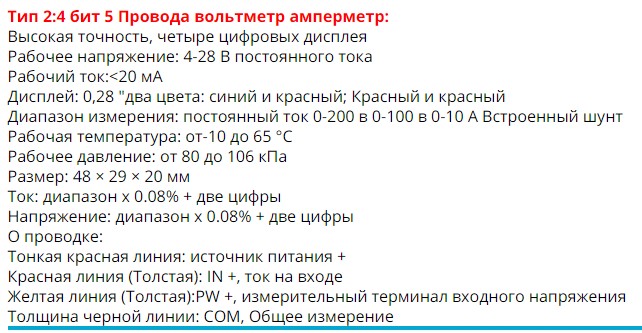 Тип 2:4 бит 5 Провода вольтметр амперметр:
Высокая точность, четыре цифровых дисплея
Рабочее напряжение: 4-28 В постоянного тока
Рабочий ток:<20 мА
Дисплей: 0,28 "два цвета: синий и красный; Красный и красный
Диапазон измерения: постоянный ток 0-200 в 0-100 в 0-10 А Встроенный шунт
Рабочая температура: от-10 до 65 °C
Рабочее давление: от 80 до 106 кПа
Размер: 48 × 29 × 20 мм
Ток: диапазон x 0.08% + две цифры
Напряжение: диапазон x 0.08% + две цифры
О проводке:
Тонкая красная линия: источник питания +
Красная линия (Толстая): IN +, ток на входе
Желтая линия (Толстая):PW +, измерительный терминал входного напряжения
Толщина черной линии: COM, Общее измерение